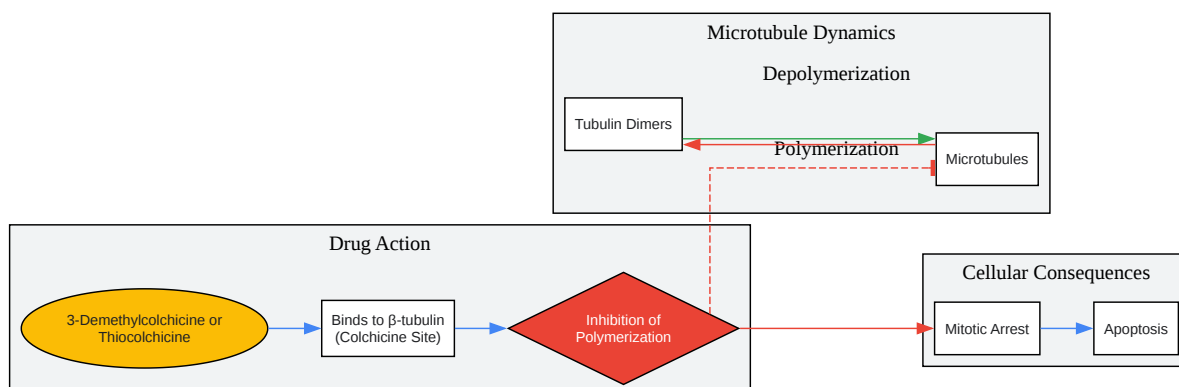 Microtubule Dynamics
Depolymerization
Tubulin Dimers
Polymerization
Microtubules
Drug Action
3-Demethylcolchicine or
Thiocolchicine
Binds to β-tubulin
(Colchicine Site)
Inhibition of
Polymerization
Cellular Consequences
Mitotic Arrest
Apoptosis